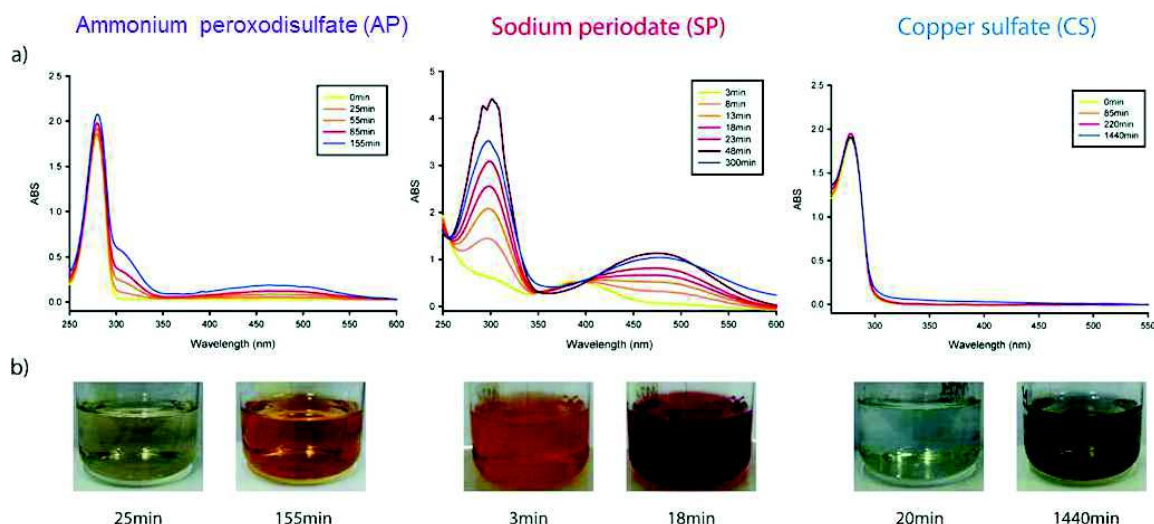 Ammonium peroxodisulfate (AP)
Sodium periodate (SP)
Copper sulfate (CS)
a)
ABS
2.5
2.0
1.5
1.0
0.5
0.0
250
300
350
400
450
500
550
600
Wavelength (nm)
0min
25min
55min
85min
155min
ABS
5
4
3
2
1
0
250
300
350
400
450
500
550
600
Wavelength (nm)
3min
8min
13min
18min
23min
48min
300min
ABS
2.5
2.0
1.5
1.0
0.5
0.0
300
350
400
450
500
550
Wavelength (nm)
0min
85min
220min
1440min
b)
25min
155min
3min
18min
20min
1440min